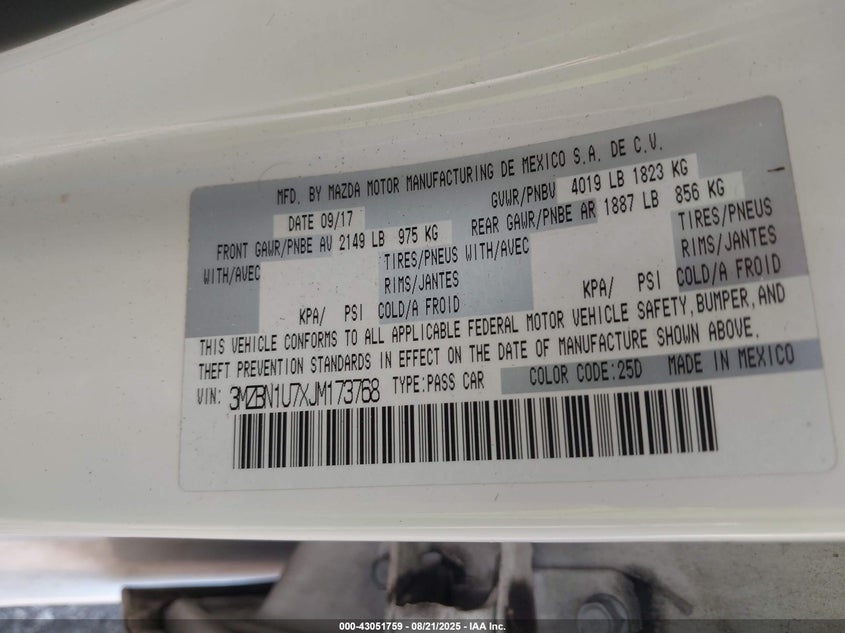 MFD. BY MAZDA MOTOR MANUFACTURING DE MEXICO S.A. DE C.V.
DATE 09/17 GVWR/PNBV 4019 LB 1823 KG
FRONT GAWR/PNBE AV 2149 LB 975 KG REAR GAWR/PNBE AR 1887 LB 856 KG
WITH/AVEC TIRES/PNEUS WITH/AVEC TIRES/PNEUS
RIMS/JANTES RIMS/JANTES
KPA/ PSI COLD/A FROID KPA/ PSI COLD/A FROID
THIS VEHICLE CONFORMS TO ALL APPLICABLE FEDERAL MOTOR VEHICLE SAFETY, BUMPER, AND
THEFT PREVENTION STANDARDS IN EFFECT ON THE DATE OF MANUFACTURE SHOWN ABOVE.
VIN: 3MZBN1U7XJM173768 TYPE:PASS CAR COLOR CODE:25D MADE IN MEXICO
000-43051759 - 08/21/2025 - IAA Inc.